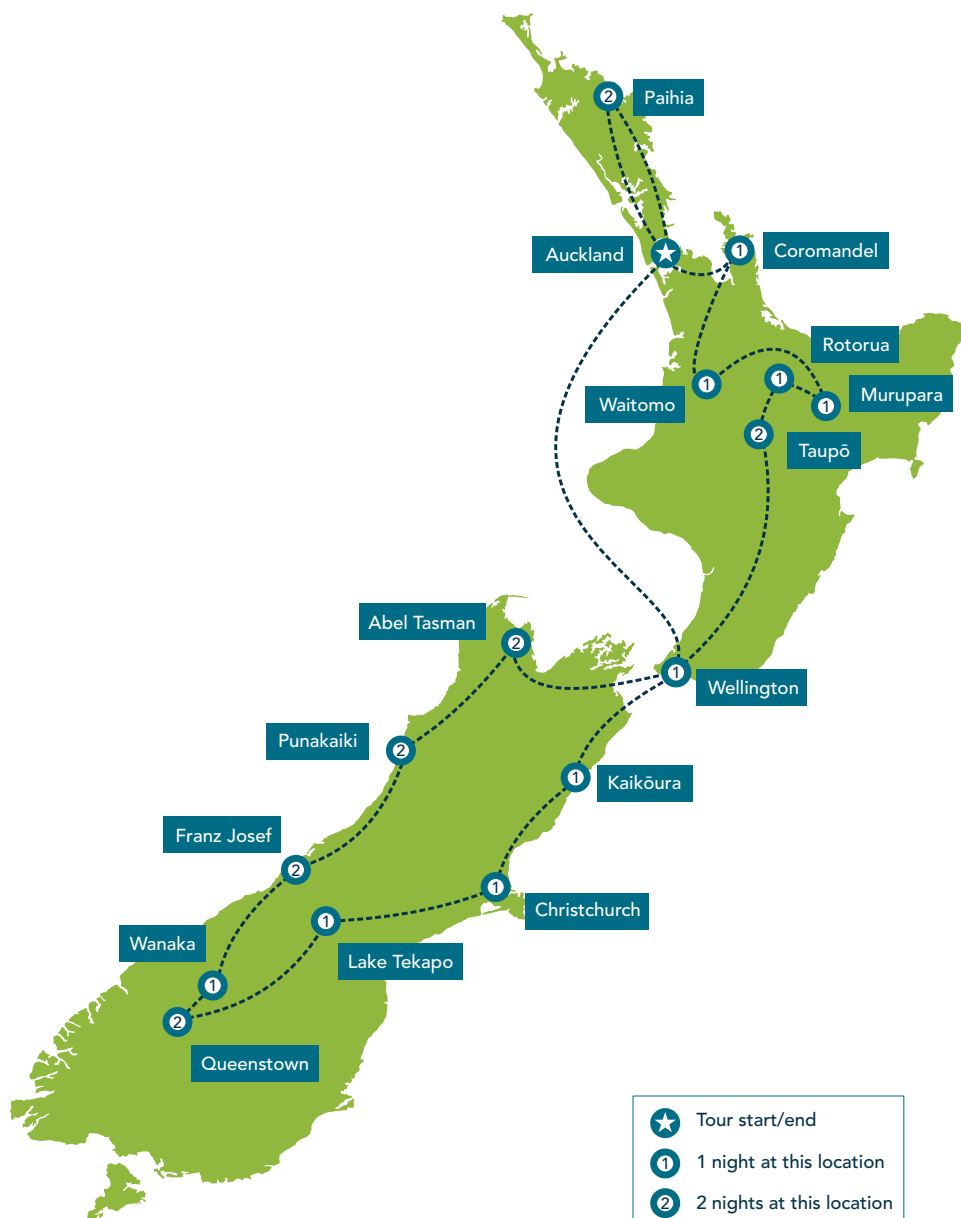 2
Paihia
Auckland
1
Coromandel
Rotorua
1
1
Murupara
Waitomo
1
2
Taupō
Abel Tasman
2
1
Wellington
Punakaiki
2
1
Kaikōura
Franz Josef
2
1
Christchurch
1
Lake Tekapo
Wanaka
1
2
Queenstown
Tour start/end
1 1 night at this location
2 2 nights at this location